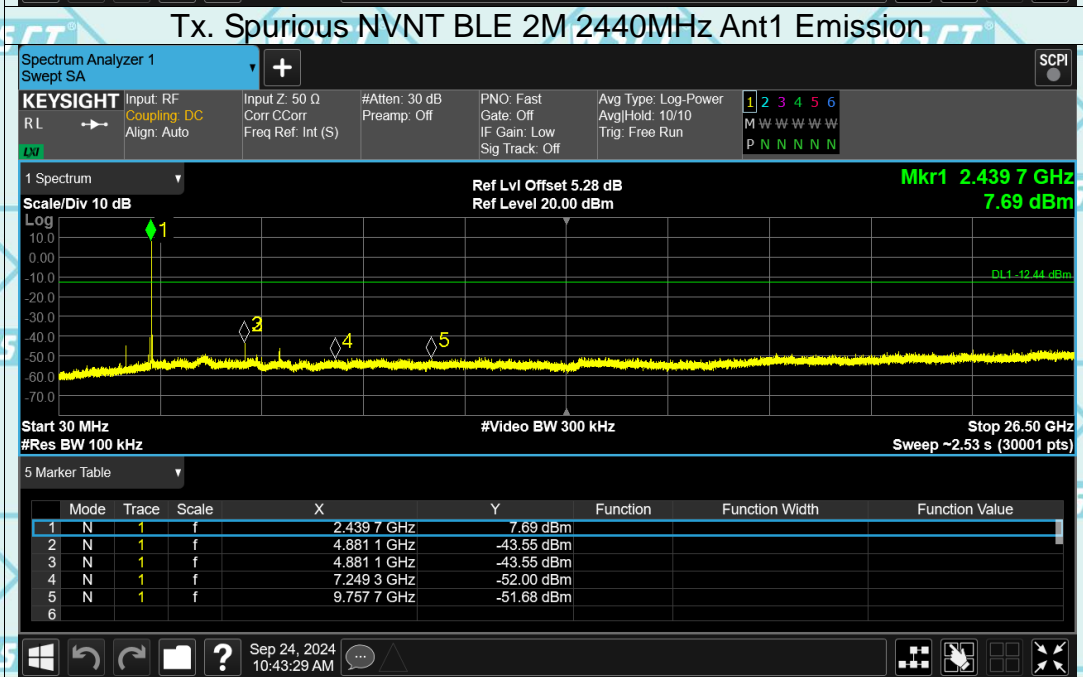 Tx. Spurious NVNT BLE 2M 2440MHz Ant1 Emission
Spectrum Analyzer 1
Swept SA
+
SCPI
KEYSIGHT
RL
LXI
Input: RF
Coupling: DC
Align: Auto
Input Z: 50 Ω
Corr CCorr
Freq Ref: Int (S)
#Atten: 30 dB
Preamp: Off
PNO: Fast
Gate: Off
IF Gain: Low
Sig Track: Off
Avg Type: Log-Power
Avg|Hold: 10/10
Trig: Free Run
1 2 3 4 5 6
M W W W W W
P N N N N N
1 Spectrum
Scale/Div 10 dB
Ref Lvl Offset 5.28 dB
Ref Level 20.00 dBm
Mkr1 2.439 7 GHz
7.69 dBm
Log
10.0
0.00
-10.0
-20.0
-30.0
-40.0
-50.0
-60.0
-70.0
1
DL1 -12.44 dBm
3
4
5
Start 30 MHz
#Video BW 300 kHz
Stop 26.50 GHz
#Res BW 100 kHz
Sweep ~2.53 s (30001 pts)
5 Marker Table
Mode Trace Scale X Y Function Function Width Function Value
1 N 1 f 2.439 7 GHz 7.69 dBm
2 N 1 f 4.881 1 GHz -43.55 dBm
3 N 1 f 4.881 1 GHz -43.55 dBm
4 N 1 f 7.249 3 GHz -52.00 dBm
5 N 1 f 9.757 7 GHz -51.68 dBm
6
?
Sep 24, 2024
10:43:29 AM